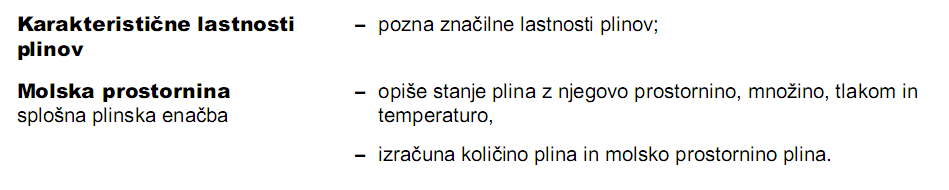 Karakteristične lastnosti
plinov
– pozna značilne lastnosti plinov;
Molska prostornina
splošna plinska enačba
– opiše stanje plina z njegovo prostornino, množino, tlakom in
temperaturo,
– izračuna količino plina in molsko prostornino plina.